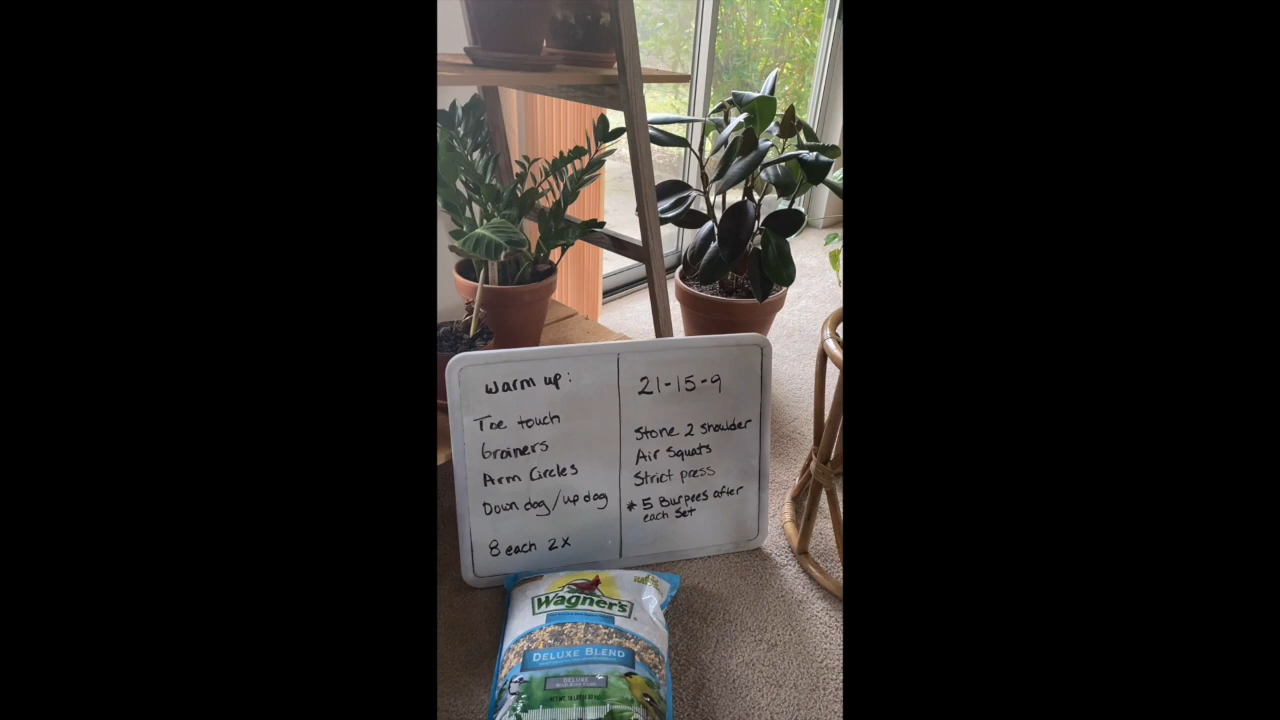 Warm up:
Toe touch
Groiners
Arm Circles
Down dog/up dog
8 each 2x
21-15-9
Stone 2 shoulder
Air Squats
Strict press
* 5 Burpees after
each set
Wagner's
DELUXE BLEND
DELUXE